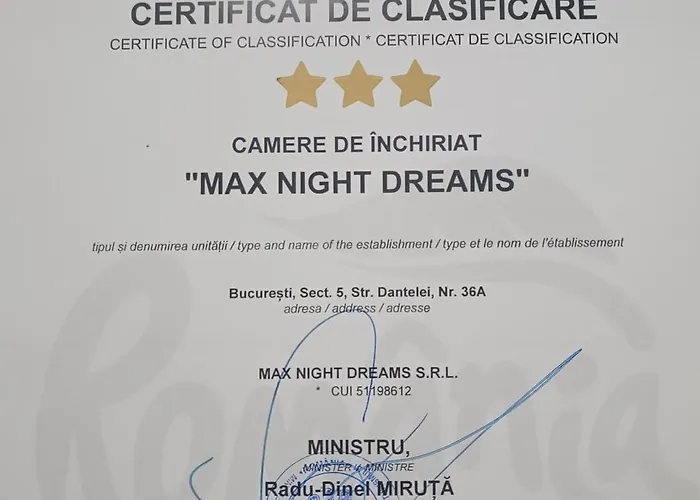 CERTIFICAT DE CLASIFICARE
CERTIFICATE OF CLASSIFICATION * CERTIFICAT DE CLASSIFICATION
CAMERE DE ÎNCHIRIAT
"MAX NIGHT DREAMS"
tipul și denumirea unității / type and name of the establishment / type et le nom de l'établissement
București, Sect. 5, Str. Dantelei, Nr. 36A
adresa / address / adresse
MAX NIGHT DREAMS S.R.L.
* CUI 51198612
România
MINISTRU,
MINISTER / MINISTRE
Radu-Dinel MIRUȚĂ